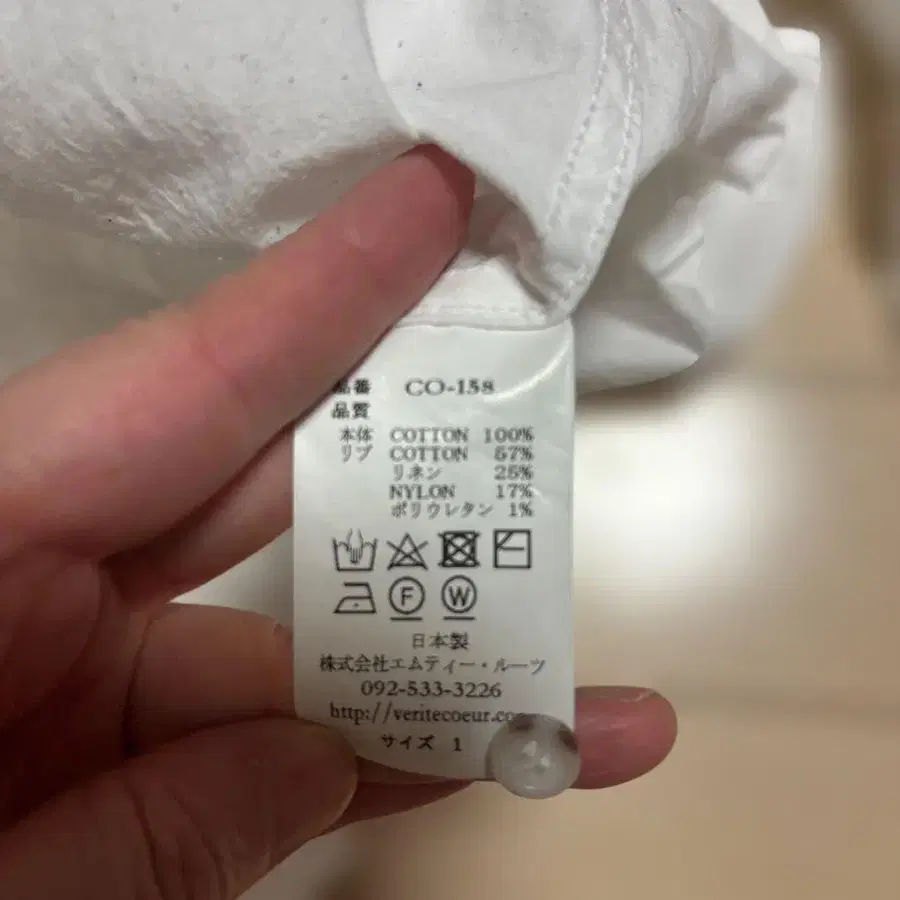 品番 CO-158
品質
本体 COTTON 100%
リブ COTTON 57%
リネン 25%
NYLON 17%
ポリウレタン 1%
F W
日本製
株式会社エムティー・ルーツ
092-533-3226
http://veritecoeur.co
サイズ 1